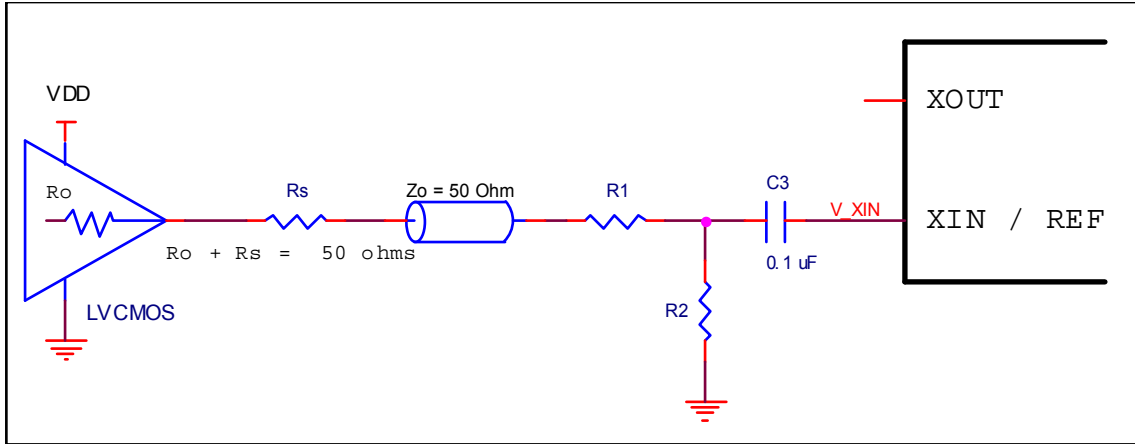 VDD
XOUT
Ro
Rs
Zo = 50 Ohm
R1
C3
V_XIN
XIN / REF
Ro + Rs = 50 ohms
0.1 uF
LVCMOS
R2